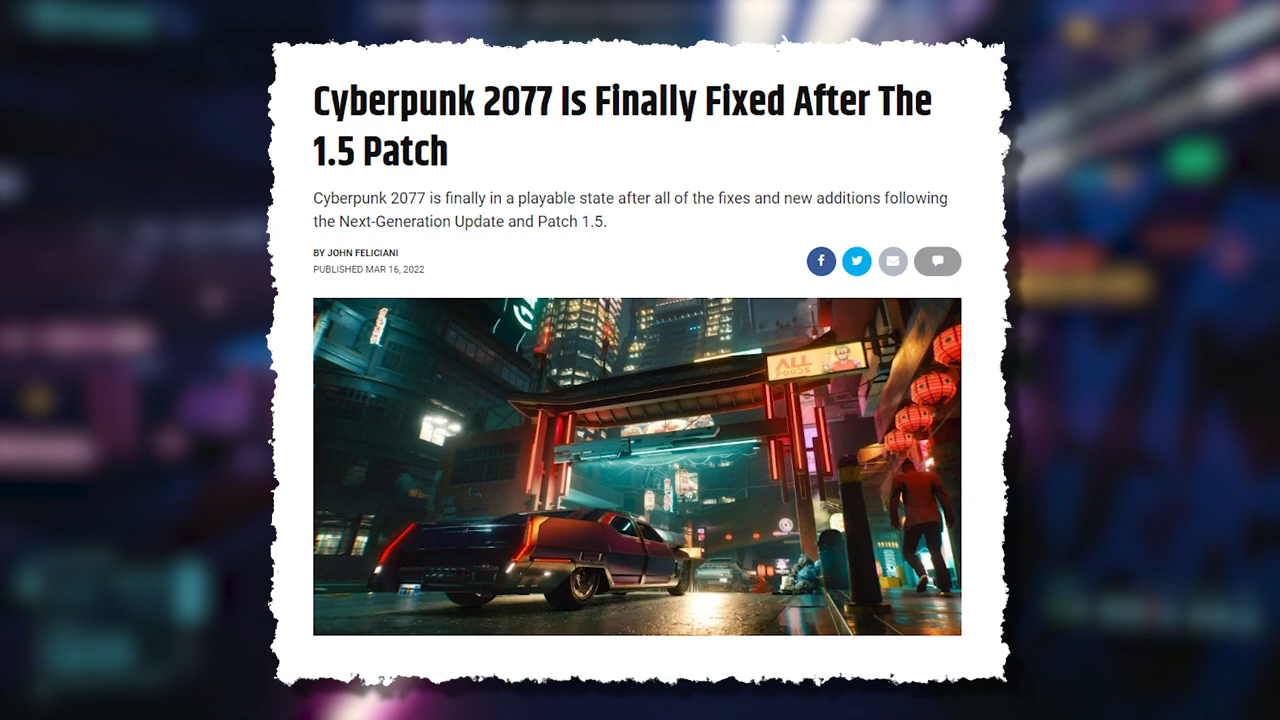 Cyberpunk 2077 Is Finally Fixed After The
1.5 Patch
Cyberpunk 2077 is finally in a playable state after all of the fixes and new additions following
the Next-Generation Update and Patch 1.5.
BY JOHN FELICIANI
PUBLISHED MAR 16, 2022
ALL
FOODS